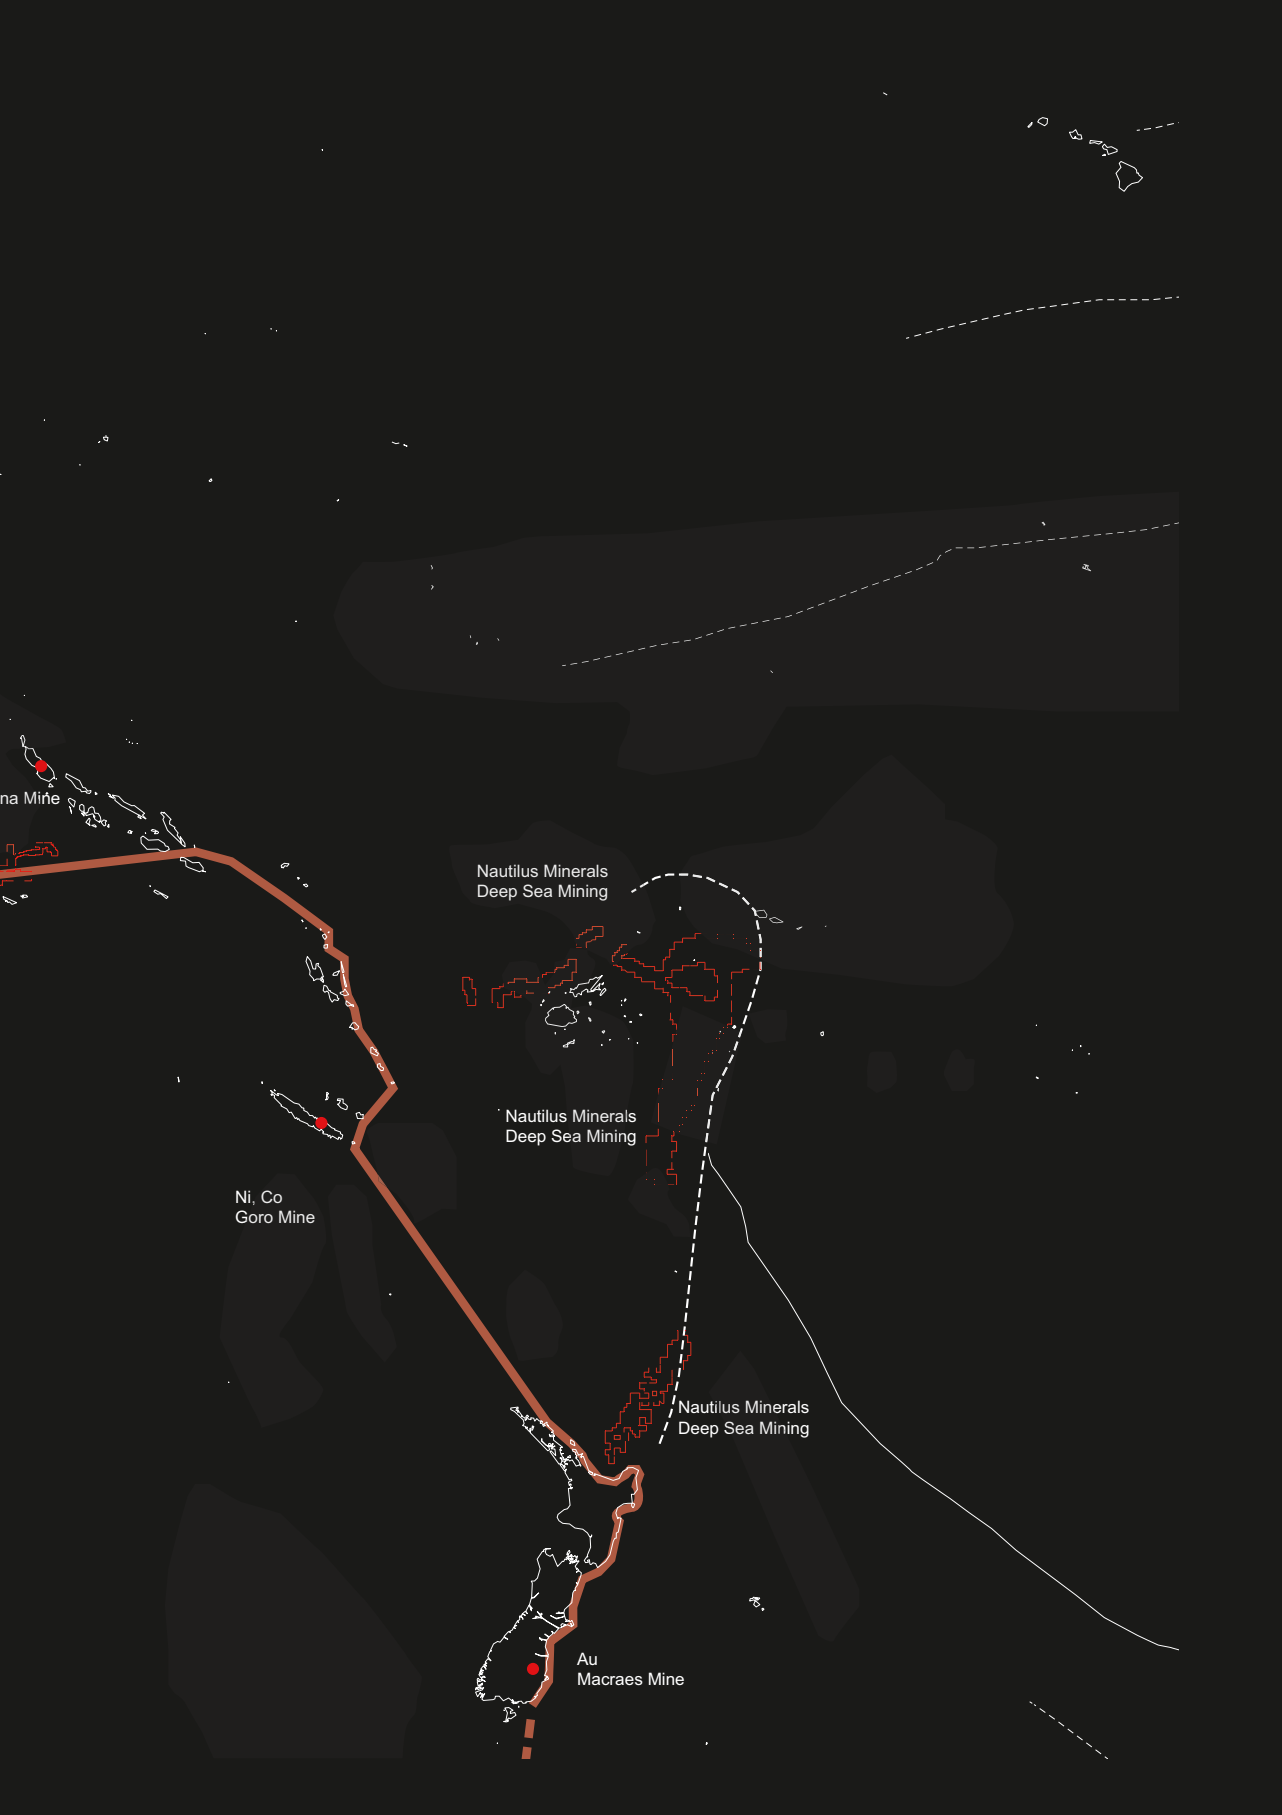 na Mine
Nautilus Minerals
Deep Sea Mining
Nautilus Minerals
Deep Sea Mining
Ni, Co
Goro Mine
Nautilus Minerals
Deep Sea Mining
Au
Macraes Mine